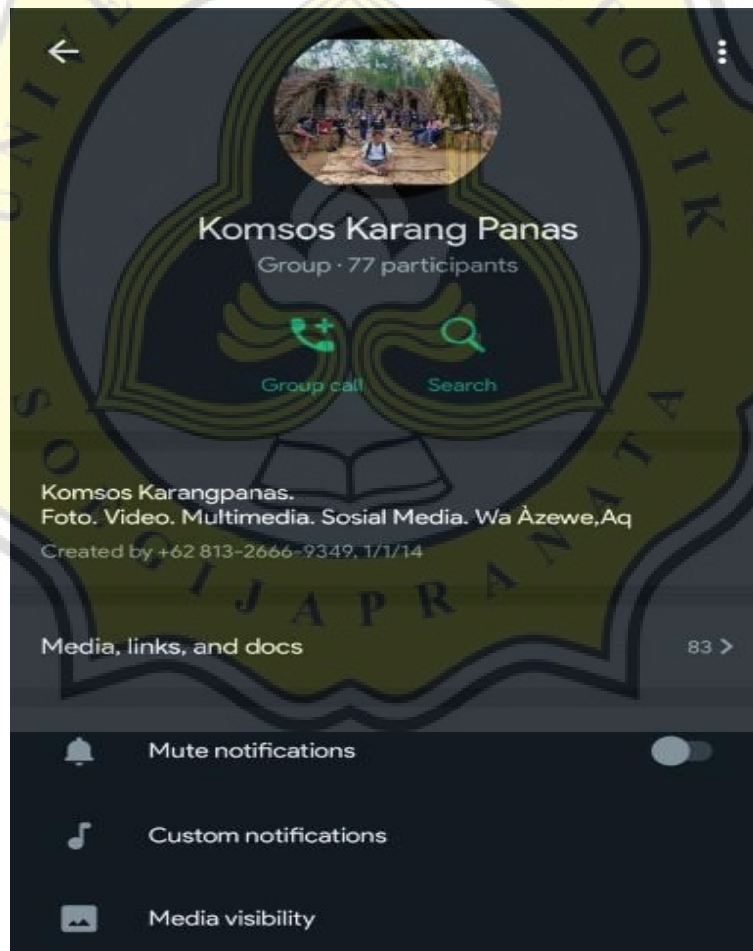 Komsos Karang Panas
Group · 77 participants
Group call
Search
Komsos Karangpanas.
Foto. Video. Multimedia. Sosial Media. Wa Àzewe,Aq
Created by +62 813-2666-9349, 1/1/14
Media, links, and docs
83
Mute notifications
Custom notifications
Media visibility
SOEGIJAPRANATA